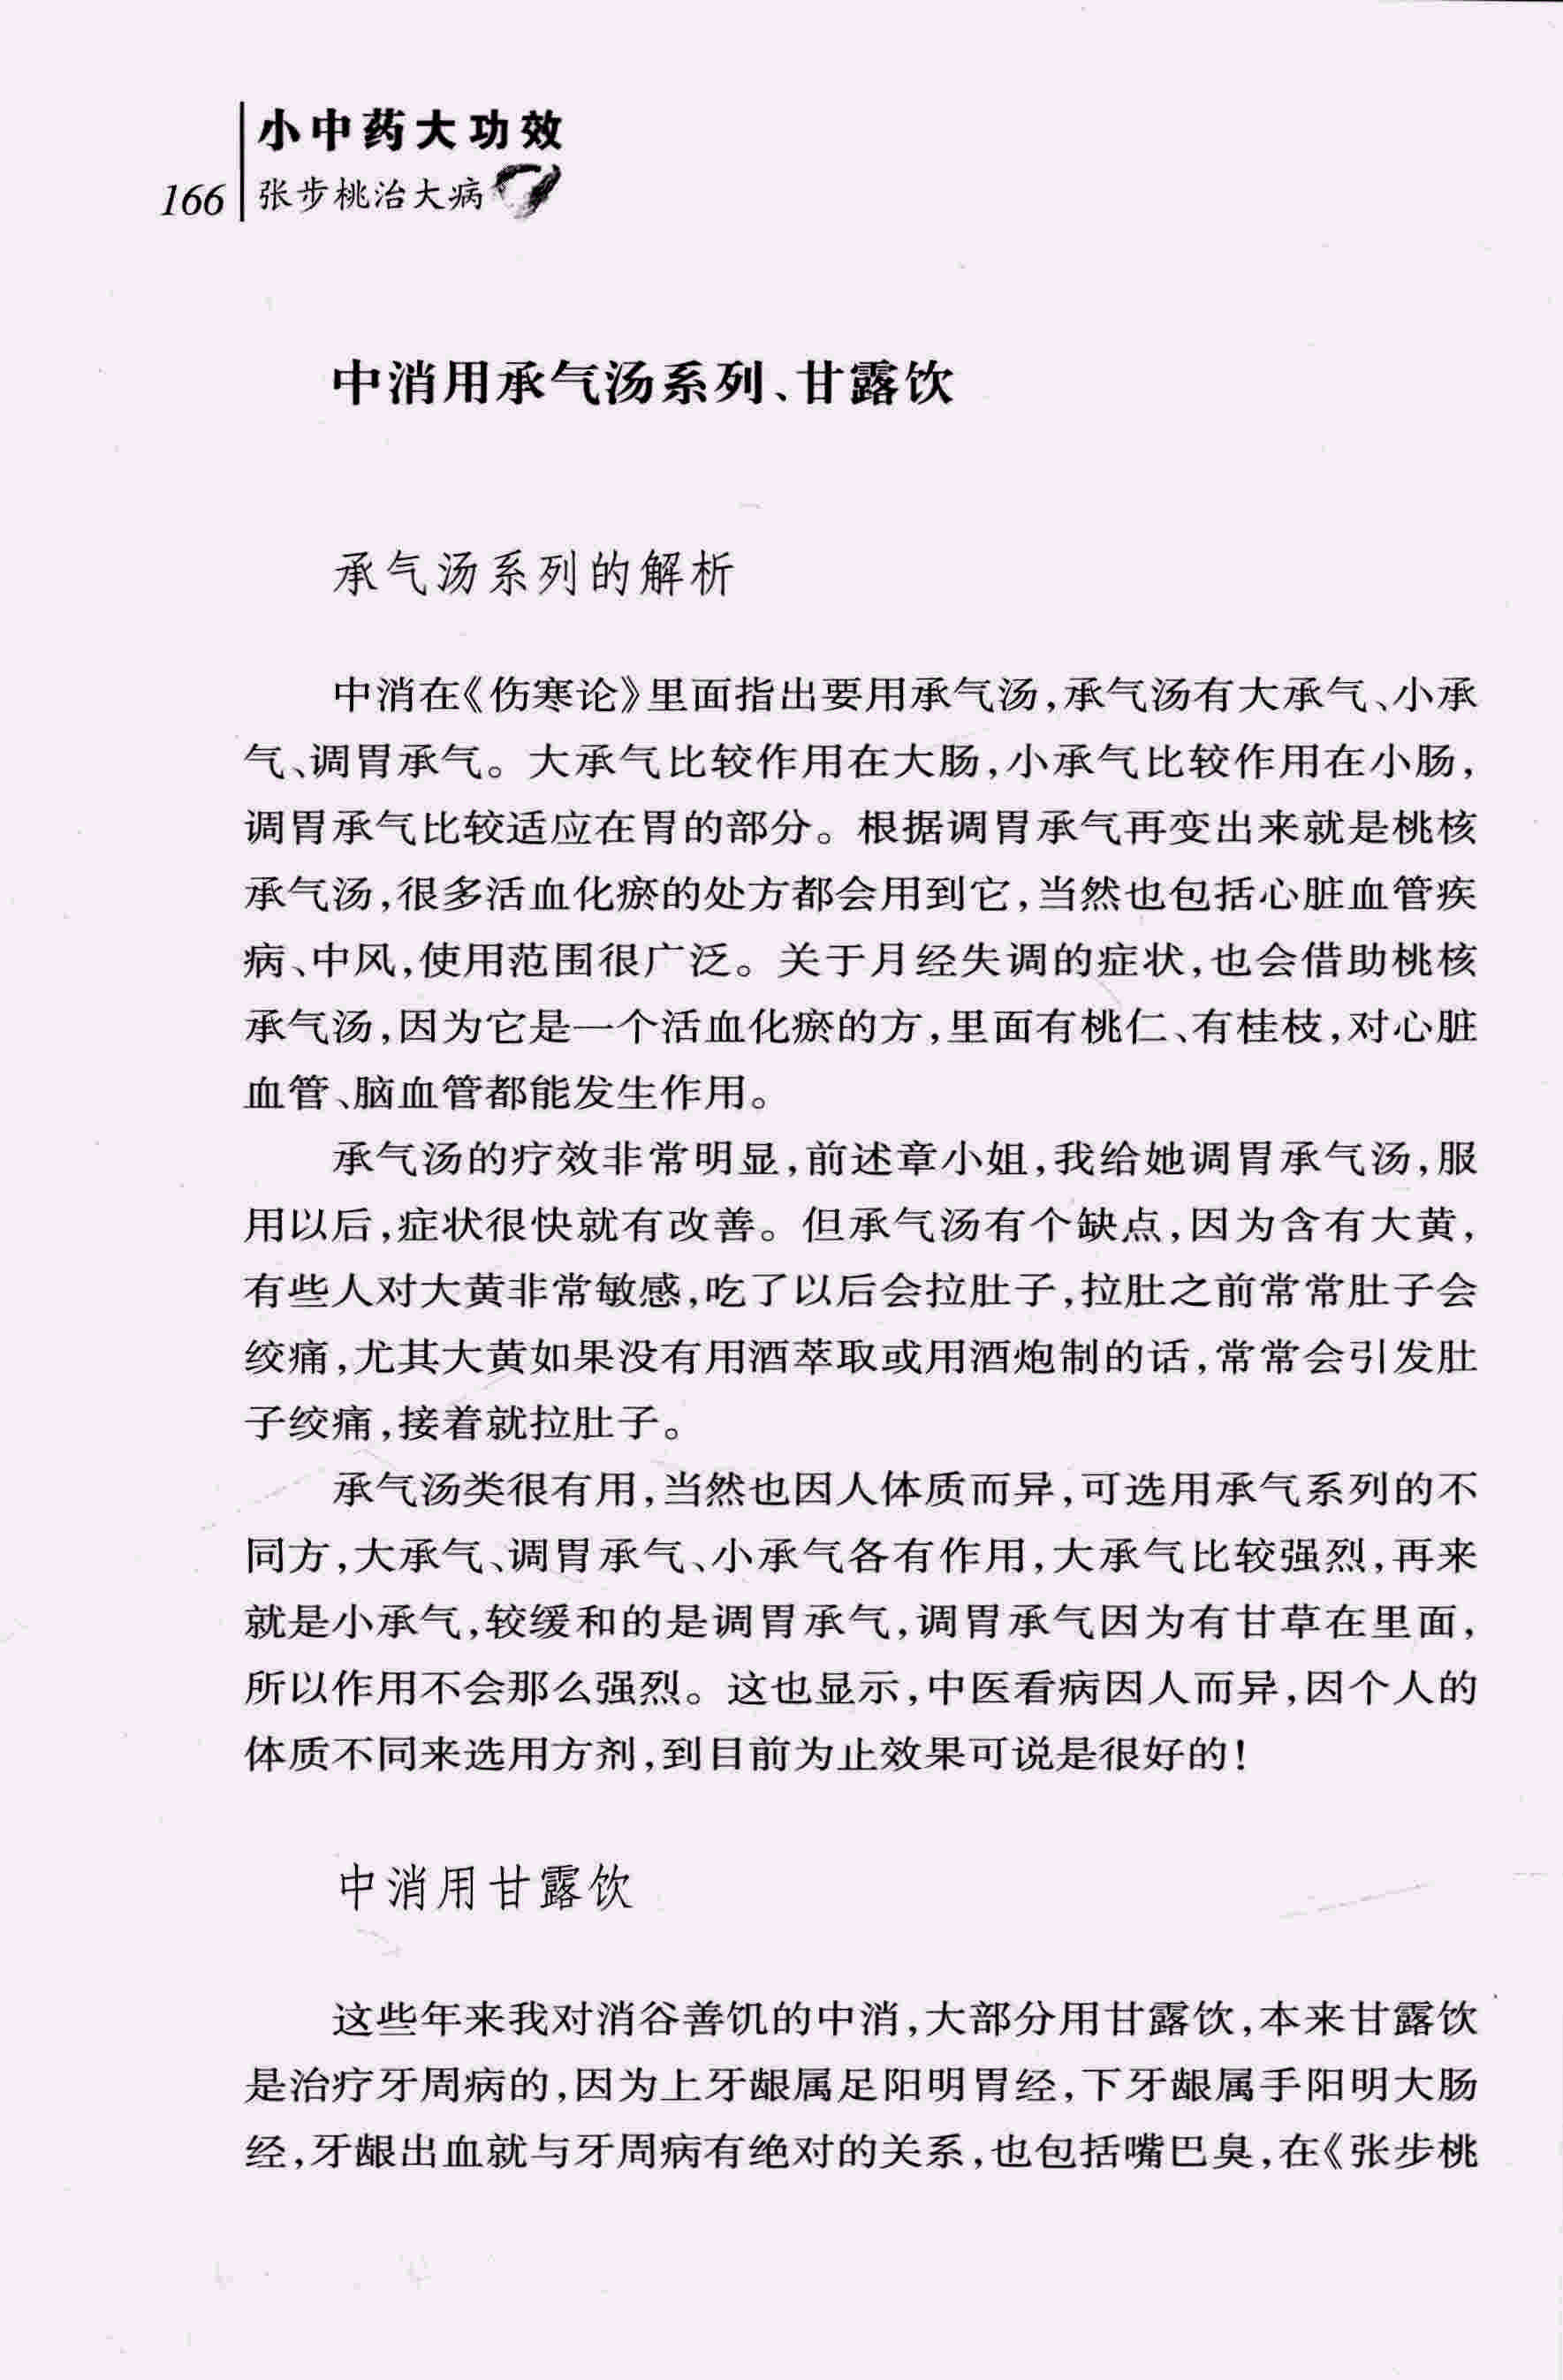 小中药大功效
166 张步桃治大病
中消用承气汤系列、甘露饮
承气汤系列的解析
中消在《伤寒论》里面指出要用承气汤,承气汤有大承气、小承
气、调胃承气。大承气比较作用在大肠,小承气比较作用在小肠,
调胃承气比较适应在胃的部分。根据调胃承气再变出来就是桃核
承气汤,很多活血化瘀的处方都会用到它,当然也包括心脏血管疾
病、中风,使用范围很广泛。关于月经失调的症状,也会借助桃核
承气汤,因为它是一个活血化瘀的方,里面有桃仁、有桂枝,对心脏
血管、脑血管都能发生作用。
承气汤的疗效非常明显,前述章小姐,我给她调胃承气汤,服
用以后,症状很快就有改善。但承气汤有个缺点,因为含有大黄,
有些人对大黄非常敏感,吃了以后会拉肚子,拉肚之前常常肚子会
绞痛,尤其大黄如果没有用酒萃取或用酒炮制的话,常常会引发肚
子绞痛,接着就拉肚子。
承气汤类很有用,当然也因人体质而异,可选用承气系列的不
同方,大承气、调胃承气、小承气各有作用,大承气比较强烈,再来
就是小承气,较缓和的是调胃承气,调胃承气因为有甘草在里面,
所以作用不会那么强烈。这也显示,中医看病因人而异,因个人的
体质不同来选用方剂,到目前为止效果可说是很好的!
中消用甘露饮
这些年来我对消谷善饥的中消,大部分用甘露饮,本来甘露饮
是治疗牙周病的,因为上牙龈属足阳明胃经,下牙龈属手阳明大肠
经,牙龈出血就与牙周病有绝对的关系,也包括嘴巴臭,在《张步桃